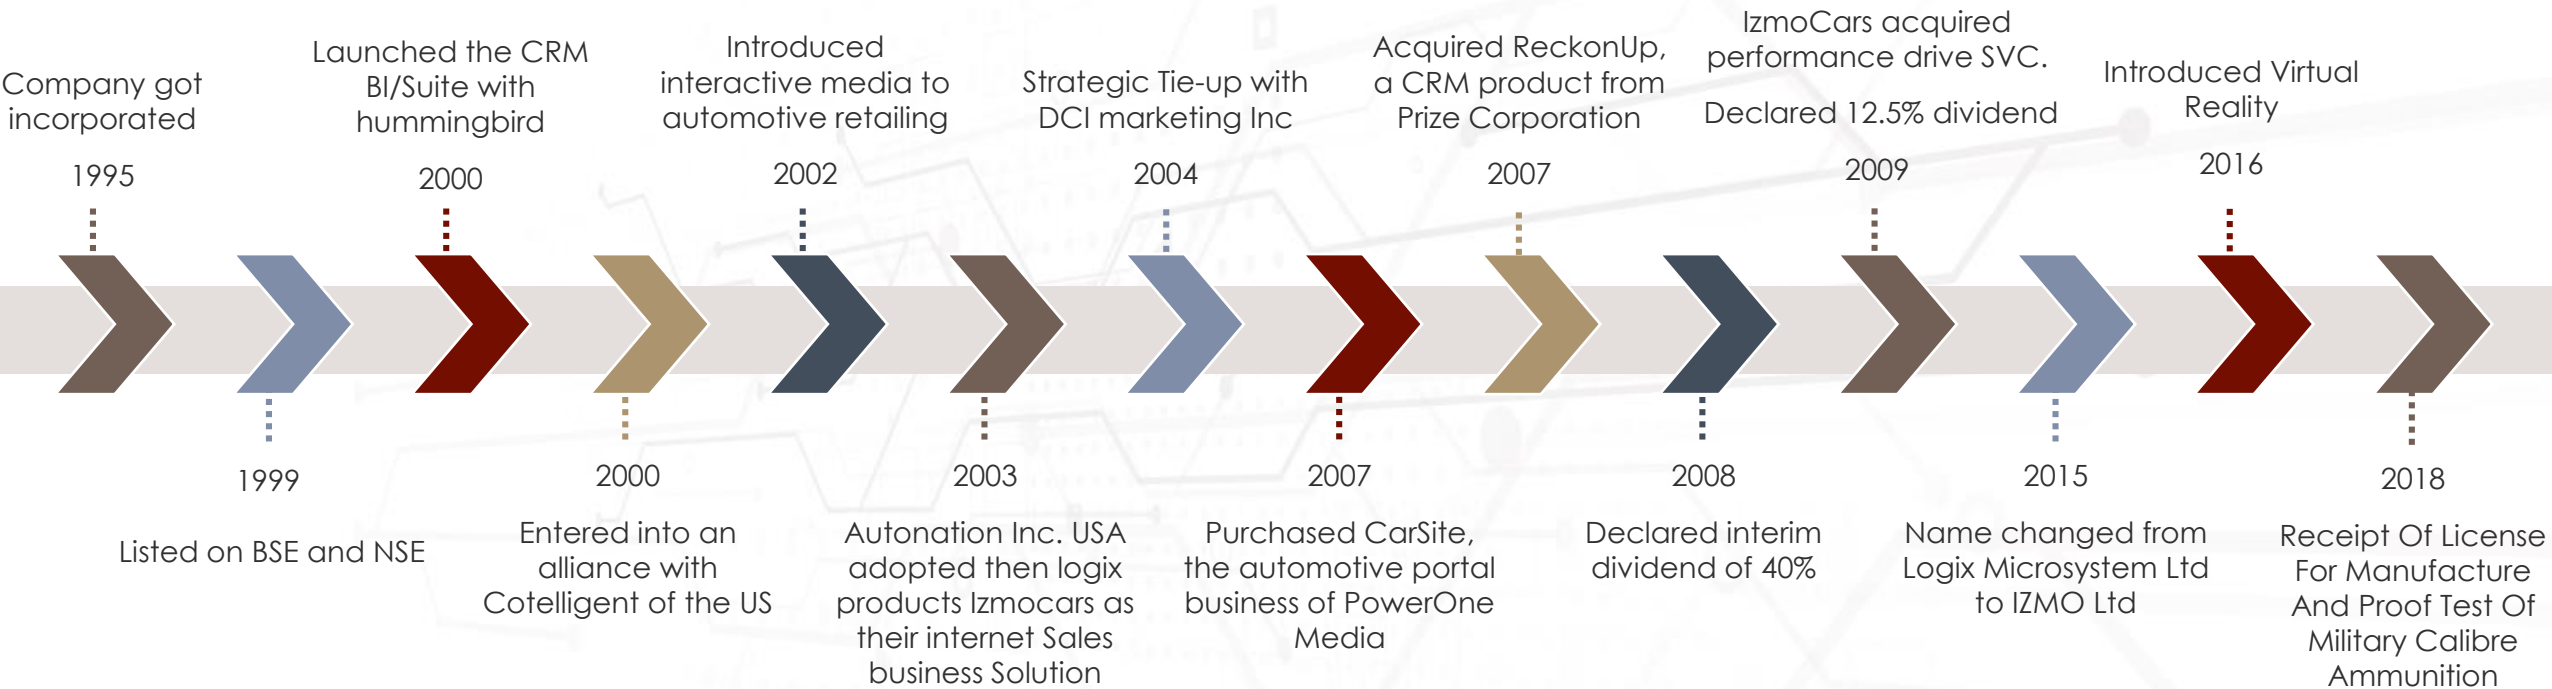 Company got
incorporated
1995
1999
Listed on BSE and NSE
Launched the CRM
BI/Suite with
hummingbird
2000
2000
Entered into an
alliance with
Cotelligent of the US
Introduced
interactive media to
automotive retailing
2002
2003
Autonation Inc. USA
adopted then logix
products Izmocars as
their internet Sales
business Solution
Strategic Tie-up with
DCI marketing Inc
2004
2007
Purchased CarSite,
the automotive portal
business of PowerOne
Media
Acquired ReckonUp,
a CRM product from
Prize Corporation
2007
2008
Declared interim
dividend of 40%
IzmoCars acquired
performance drive SVC.
Declared 12.5% dividend
2009
2015
Name changed from
Logix Microsystem Ltd
to IZMO Ltd
Introduced Virtual
Reality
2016
2018
Receipt Of License
For Manufacture
And Proof Test Of
Military Calibre
Ammunition